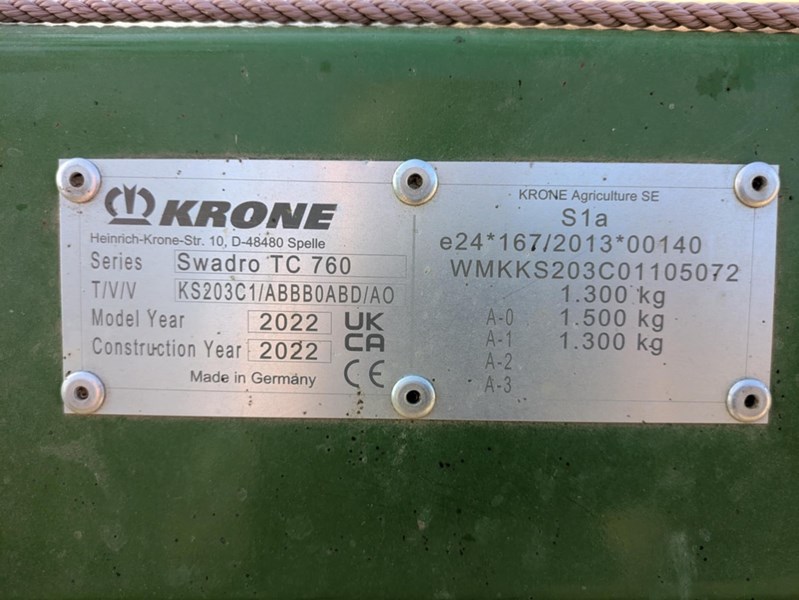 KRONE
Heinrich-Krone-Str. 10, D-48480 Spelle
Series Swadro TC 760
T/V/V KS203C1/ABBB0ABD/AO
Model Year 2022 UK
Construction Year 2022 CA
Made in Germany CE
KRONE Agriculture SE
S1a
e24*167/2013*00140
WMKKS203C01105072
1.300 kg
A-0 1.500 kg
A-1 1.300 kg
A-2
A-3